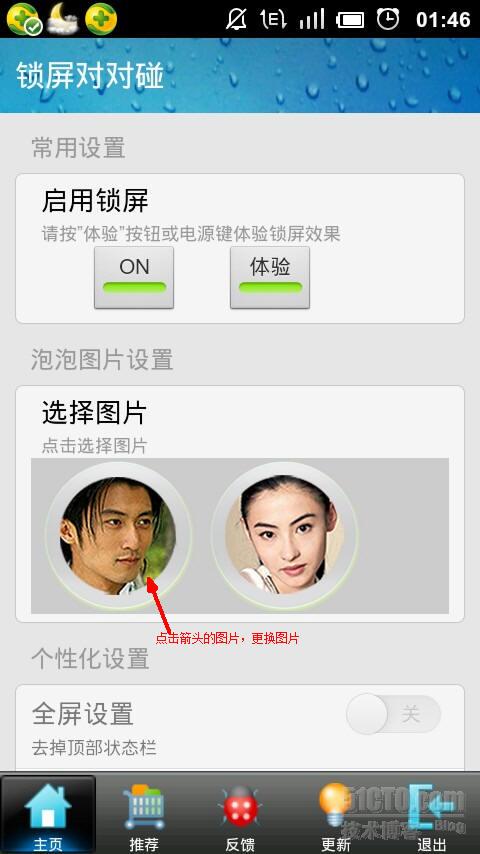 01:46
锁屏对对碰
常用设置
启用锁屏
请按"体验"按钮或电源键体验锁屏效果
ON 体验
泡泡图片设置
选择图片
点击选择图片
点击箭头的图片，更换图片
个性化设置
全屏设置 关
去掉顶部状态栏
51CTO.com
技术博客 Blog
主页 推荐 反馈 更新 退出